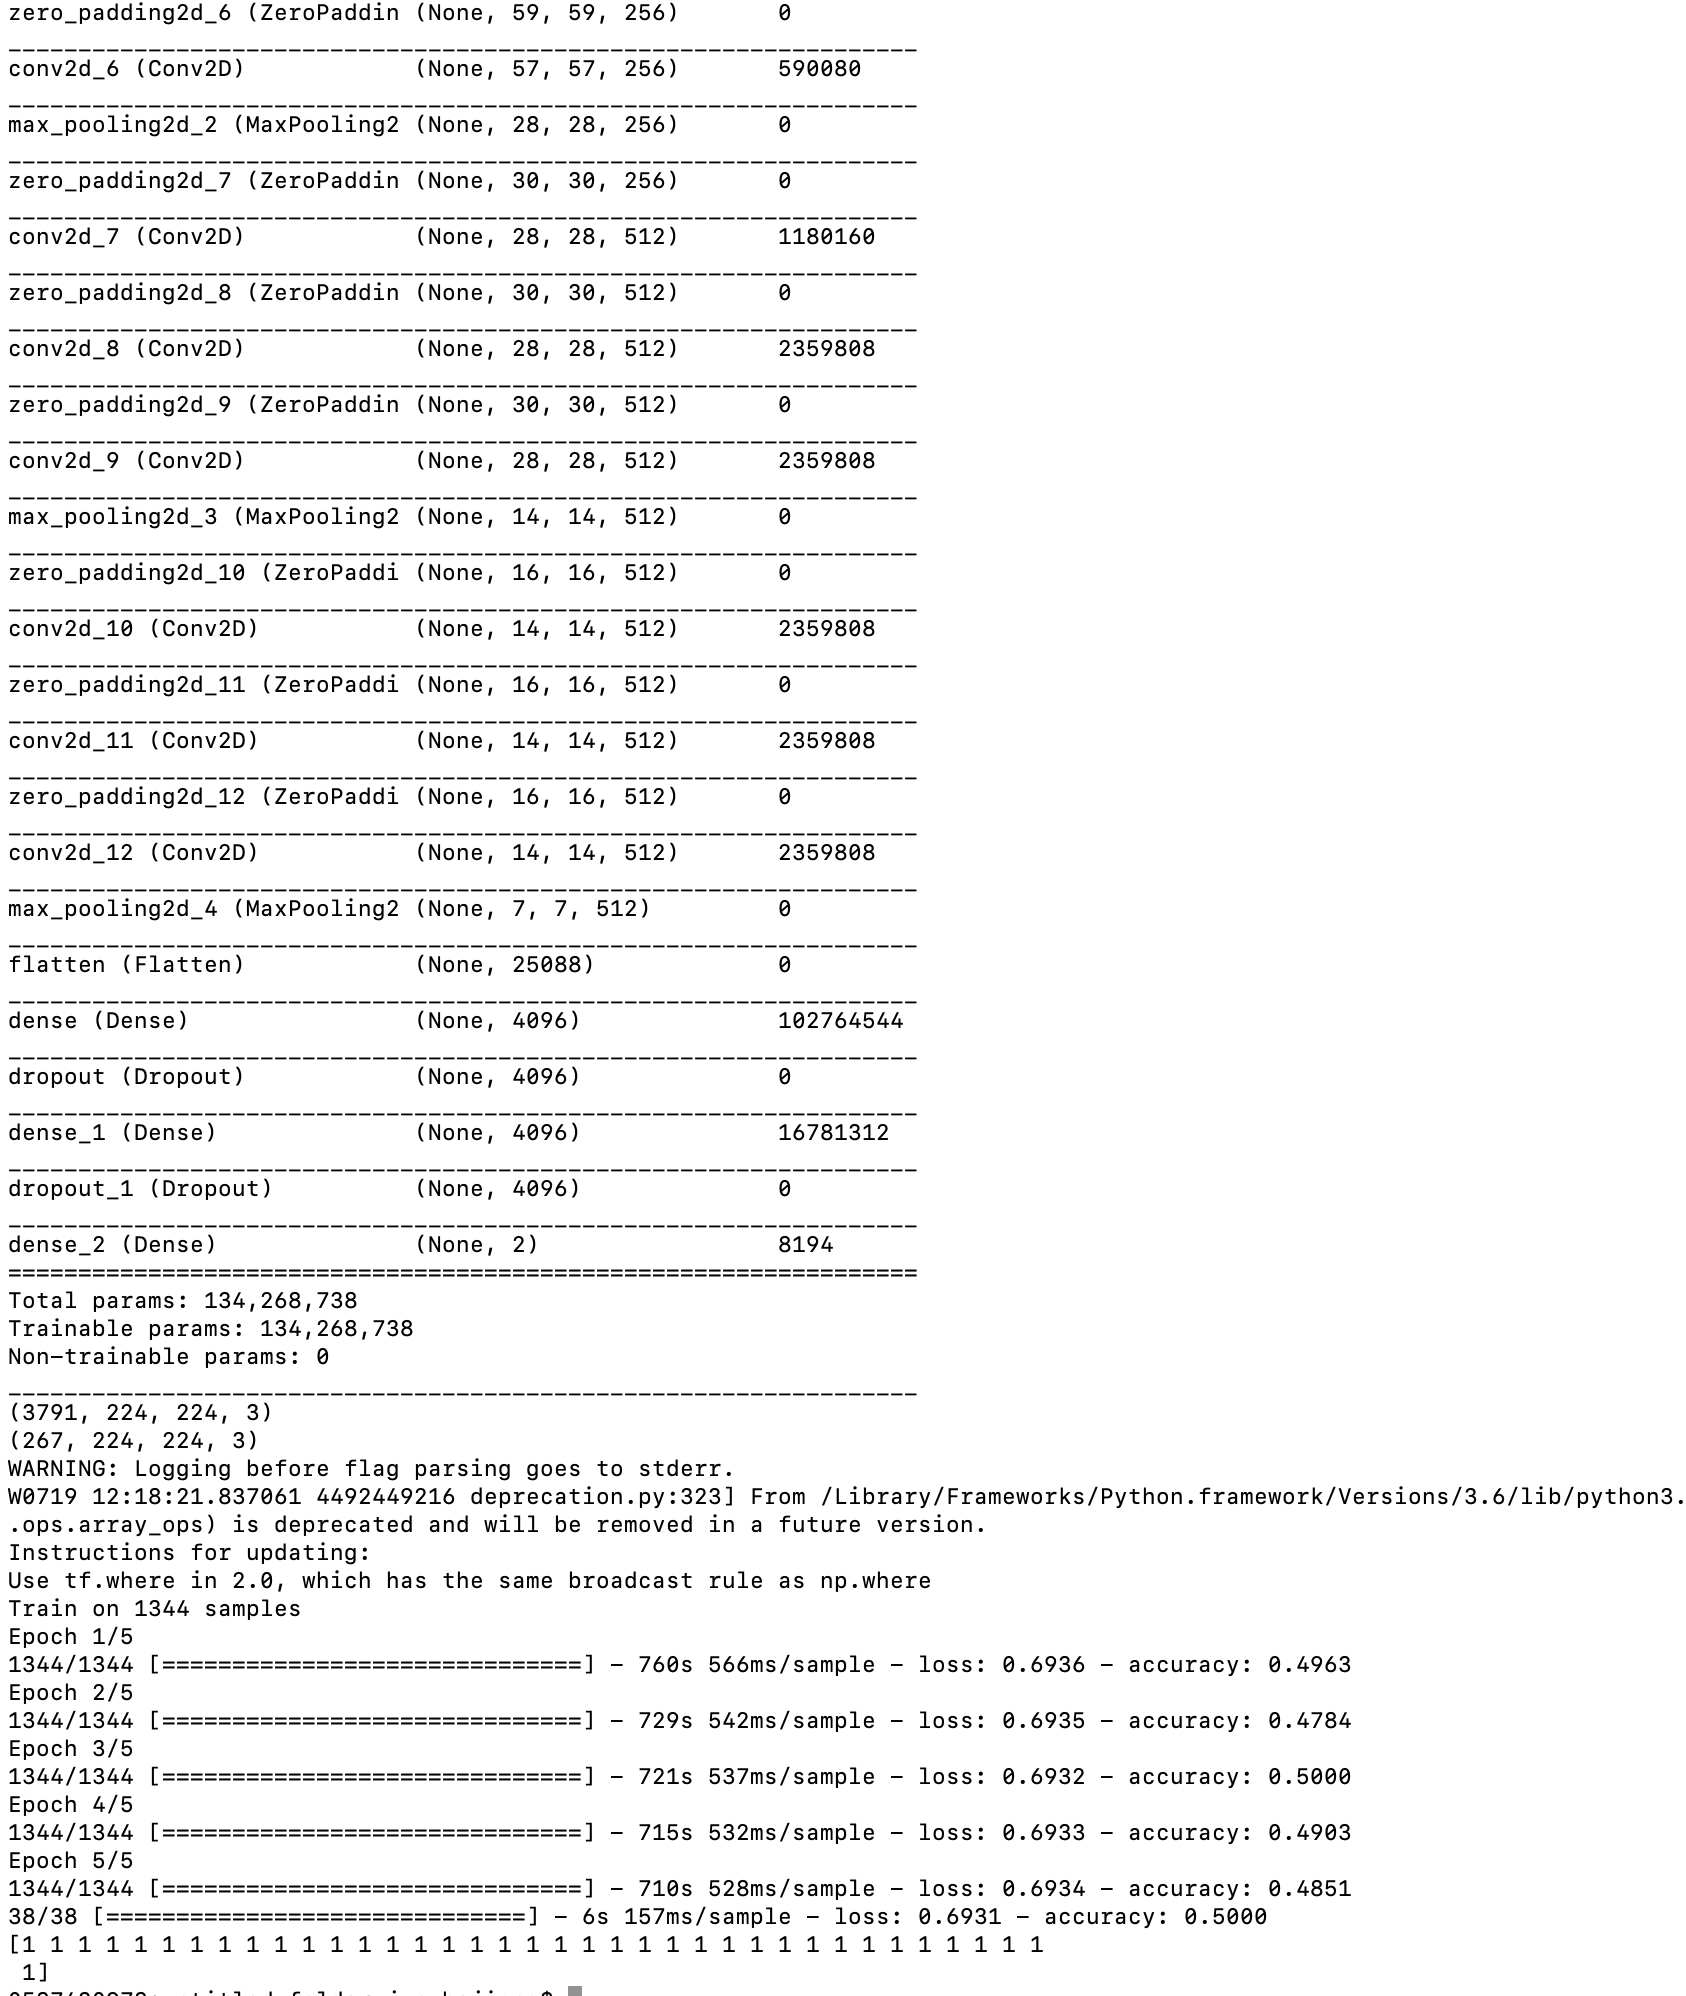 zero_padding2d_6 (ZeroPaddin (None, 59, 59, 256)       0
_________________________________________________________________
conv2d_6 (Conv2D)            (None, 57, 57, 256)       590080
_________________________________________________________________
max_pooling2d_2 (MaxPooling2 (None, 28, 28, 256)       0
_________________________________________________________________
zero_padding2d_7 (ZeroPaddin (None, 30, 30, 256)       0
_________________________________________________________________
conv2d_7 (Conv2D)            (None, 28, 28, 512)       1180160
_________________________________________________________________
zero_padding2d_8 (ZeroPaddin (None, 30, 30, 512)       0
_________________________________________________________________
conv2d_8 (Conv2D)            (None, 28, 28, 512)       2359808
_________________________________________________________________
zero_padding2d_9 (ZeroPaddin (None, 30, 30, 512)       0
_________________________________________________________________
conv2d_9 (Conv2D)            (None, 28, 28, 512)       2359808
_________________________________________________________________
max_pooling2d_3 (MaxPooling2 (None, 14, 14, 512)       0
_________________________________________________________________
zero_padding2d_10 (ZeroPaddi (None, 16, 16, 512)       0
_________________________________________________________________
conv2d_10 (Conv2D)           (None, 14, 14, 512)       2359808
_________________________________________________________________
zero_padding2d_11 (ZeroPaddi (None, 16, 16, 512)       0
_________________________________________________________________
conv2d_11 (Conv2D)           (None, 14, 14, 512)       2359808
_________________________________________________________________
zero_padding2d_12 (ZeroPaddi (None, 16, 16, 512)       0
_________________________________________________________________
conv2d_12 (Conv2D)           (None, 14, 14, 512)       2359808
_________________________________________________________________
max_pooling2d_4 (MaxPooling2 (None, 7, 7, 512)         0
_________________________________________________________________
flatten (Flatten)            (None, 25088)             0
_________________________________________________________________
dense (Dense)                (None, 4096)              102764544
_________________________________________________________________
dropout (Dropout)            (None, 4096)              0
_________________________________________________________________
dense_1 (Dense)              (None, 4096)              16781312
_________________________________________________________________
dropout_1 (Dropout)          (None, 4096)              0
_________________________________________________________________
dense_2 (Dense)              (None, 2)                 8194
=================================================================
Total params: 134,268,738
Trainable params: 134,268,738
Non-trainable params: 0
_________________________________________________________________
(3791, 224, 224, 3)
(267, 224, 224, 3)
WARNING: Logging before flag parsing goes to stderr.
W0719 12:18:21.837061 4492449216 deprecation.py:323] From /Library/Frameworks/Python.framework/Versions/3.6/lib/python3.
.ops.array_ops) is deprecated and will be removed in a future version.
Instructions for updating:
Use tf.where in 2.0, which has the same broadcast rule as np.where
Train on 1344 samples
Epoch 1/5
1344/1344 [==============================] - 760s 566ms/sample - loss: 0.6936 - accuracy: 0.4963
Epoch 2/5
1344/1344 [==============================] - 729s 542ms/sample - loss: 0.6935 - accuracy: 0.4784
Epoch 3/5
1344/1344 [==============================] - 721s 537ms/sample - loss: 0.6932 - accuracy: 0.5000
Epoch 4/5
1344/1344 [==============================] - 715s 532ms/sample - loss: 0.6933 - accuracy: 0.4903
Epoch 5/5
1344/1344 [==============================] - 710s 528ms/sample - loss: 0.6934 - accuracy: 0.4851
38/38 [==============================] - 6s 157ms/sample - loss: 0.6931 - accuracy: 0.5000
[1 1 1 1 1 1 1 1 1 1 1 1 1 1 1 1 1 1 1 1 1 1 1 1 1 1 1 1 1 1 1 1 1 1 1 1 1
 1]